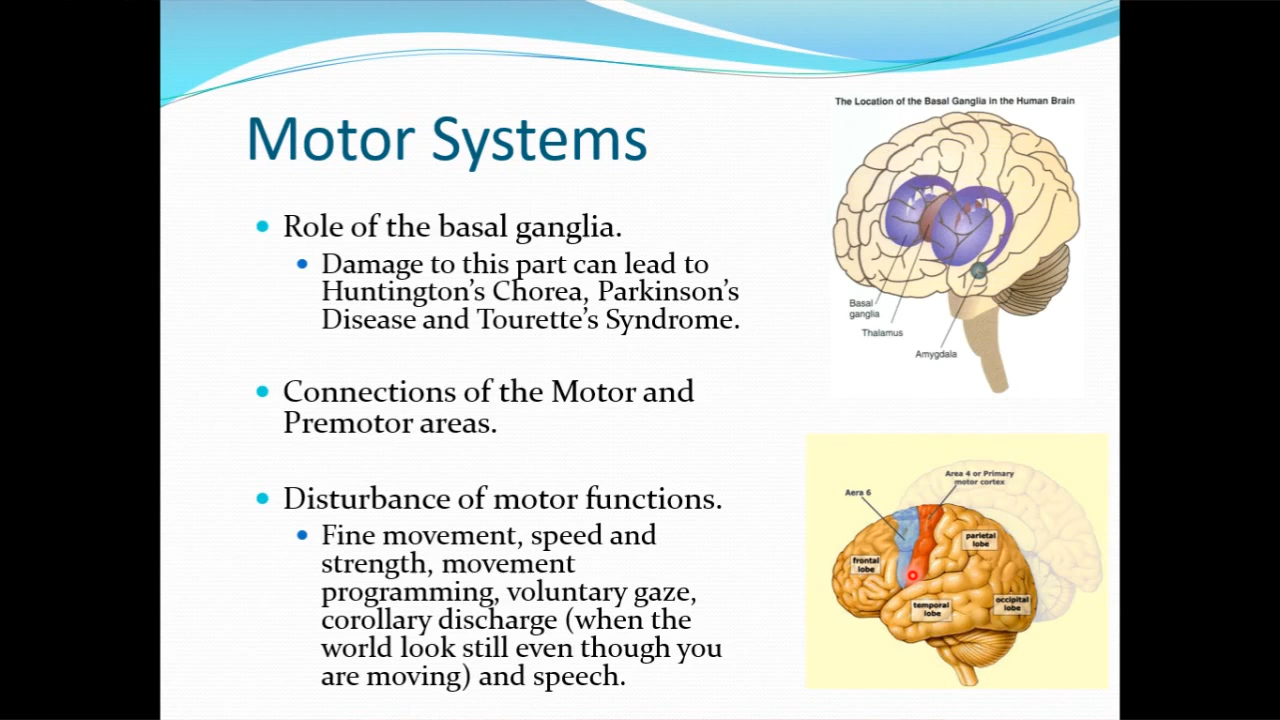 Motor Systems
Role of the basal ganglia.
Damage to this part can lead to
Huntington's Chorea, Parkinson's
Disease and Tourette's Syndrome.
Connections of the Motor and
Premotor areas.
Disturbance of motor functions.
Fine movement, speed and
strength, movement
programming, voluntary gaze,
corollary discharge (when the
world look still even though you
are moving) and speech.
The Location of the Basal Ganglia in the Human Brain
Basal
ganglia
Thalamus
Amygdala
Area 4 or Primary
motor cortex
Aera 6
parietal
lobe
frontal
lobe
temporal
lobe
occipital
lobe